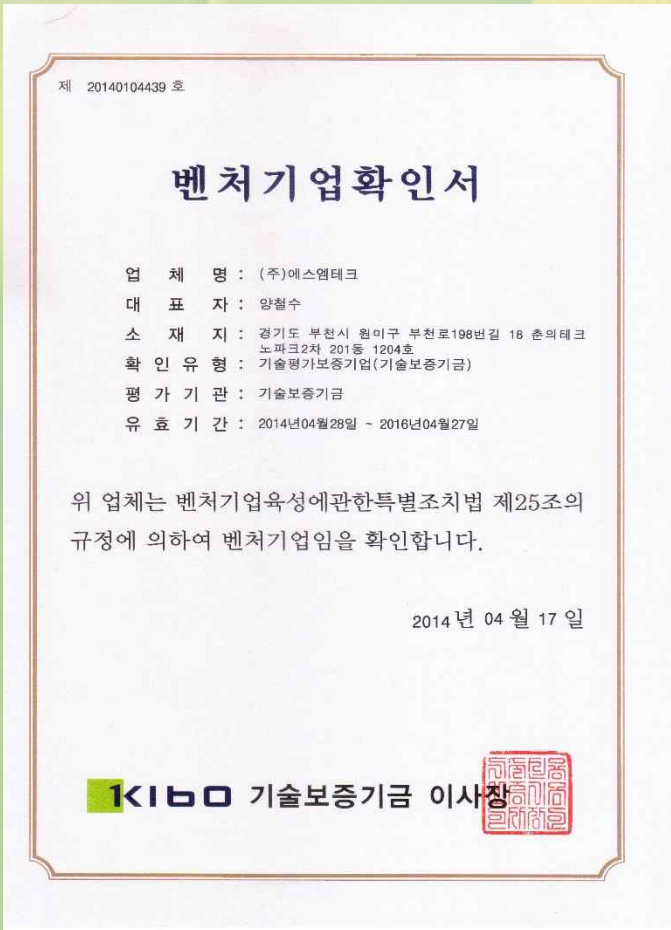 제 20140104439 호
벤처기업확인서
업 체 명 : (주)에스엠테크
대 표 자 : 양철수
소 재 지 : 경기도 부천시 원미구 부천로198번길 18 춘의테크
노파크2차 201동 1204호
확 인 유 형 : 기술평가보증기업(기술보증기금)
평 가 기 관 : 기술보증기금
유 효 기 간 : 2014년04월28일 ~ 2016년04월27일
위 업체는 벤처기업육성에관한특별조치법 제25조의
규정에 의하여 벤처기업임을 확인합니다.
2014년 04월 17일
KIBO 기술보증기금 이사장